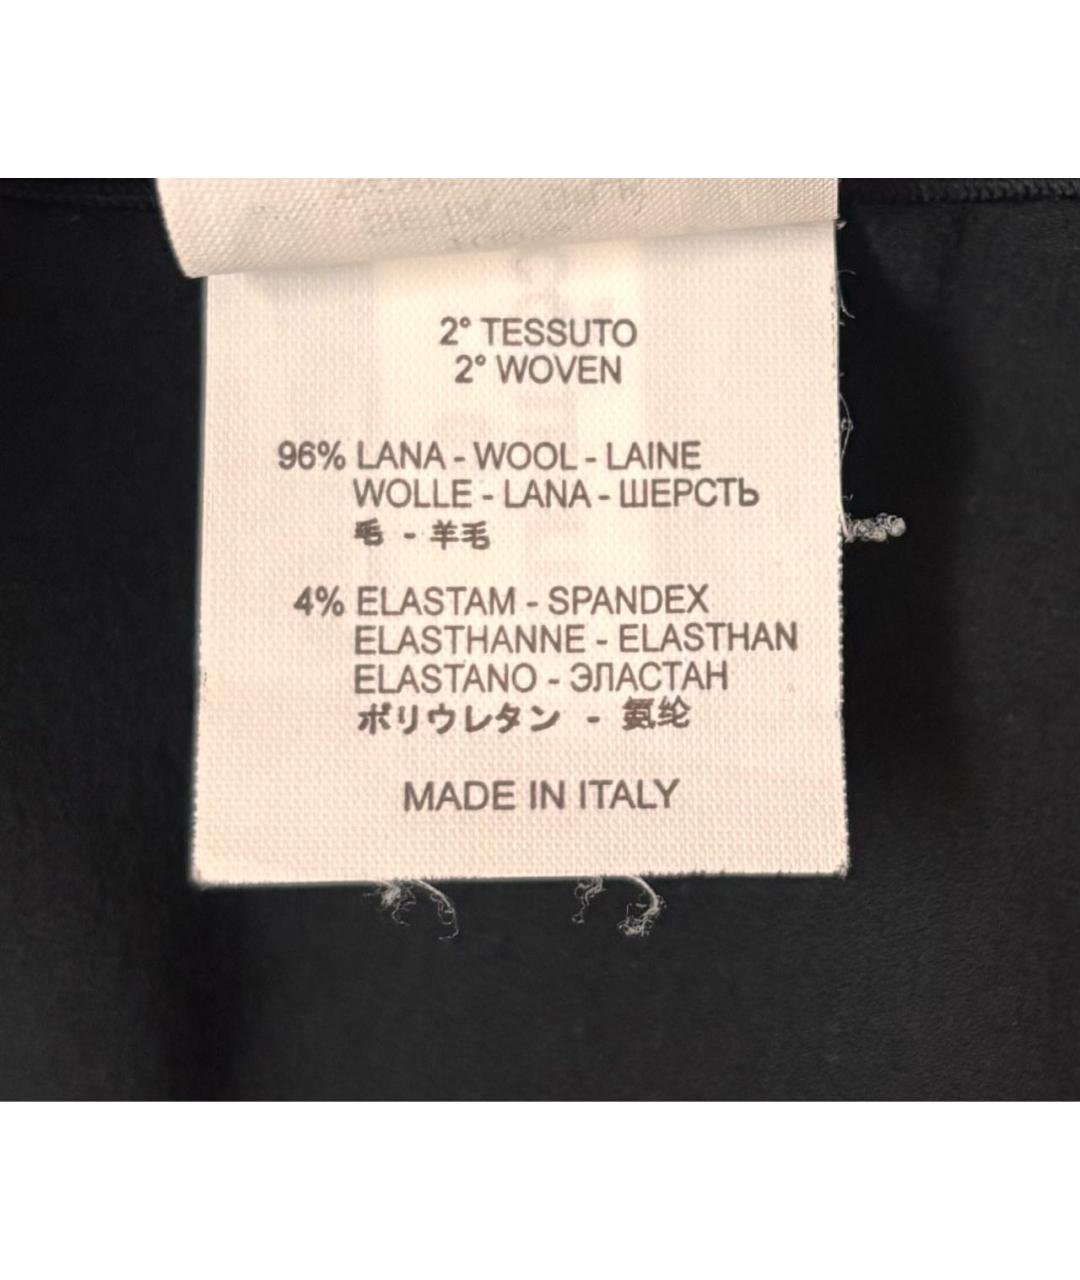 2° TESSUTO
2° WOVEN
96% LANA - WOOL - LAINE
WOLLE - LANA - ШЕРСТЬ
毛 - 羊毛
4% ELASTAM - SPANDEX
ELASTHANNE - ELASTHAN
ELASTANO - ЭЛАСТАН
ポリウレタン - 氨纶
MADE IN ITALY